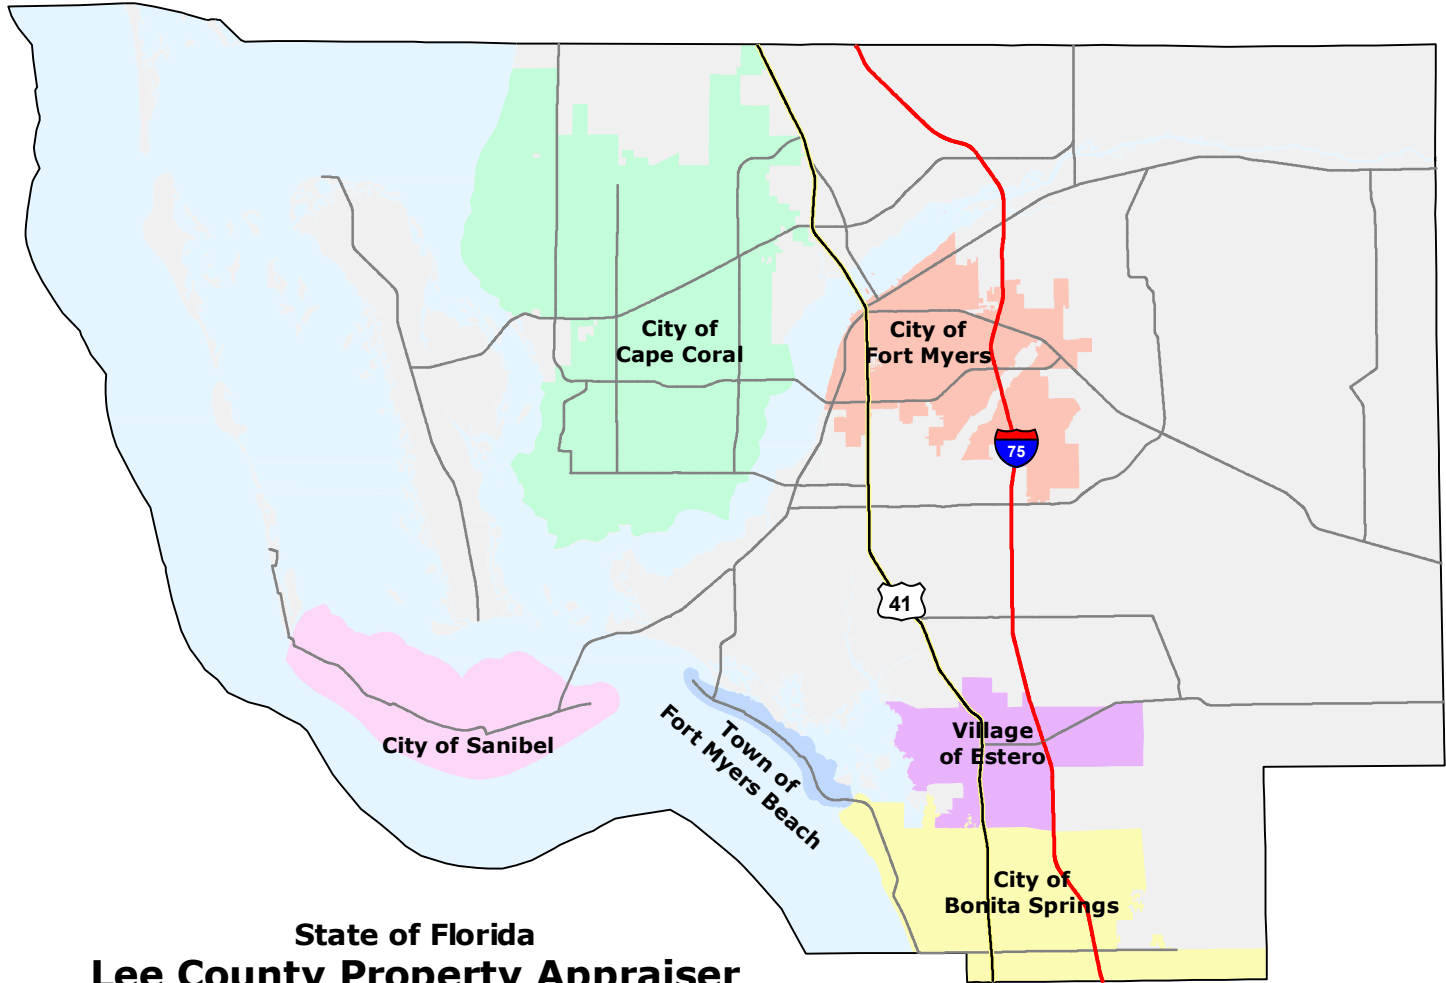 City of
Cape Coral
City of
Fort Myers
75
41
City of Sanibel
Town of
Fort Myers Beach
Village
of Estero
City of
Bonita Springs
State of Florida
Lee County Property Appraiser